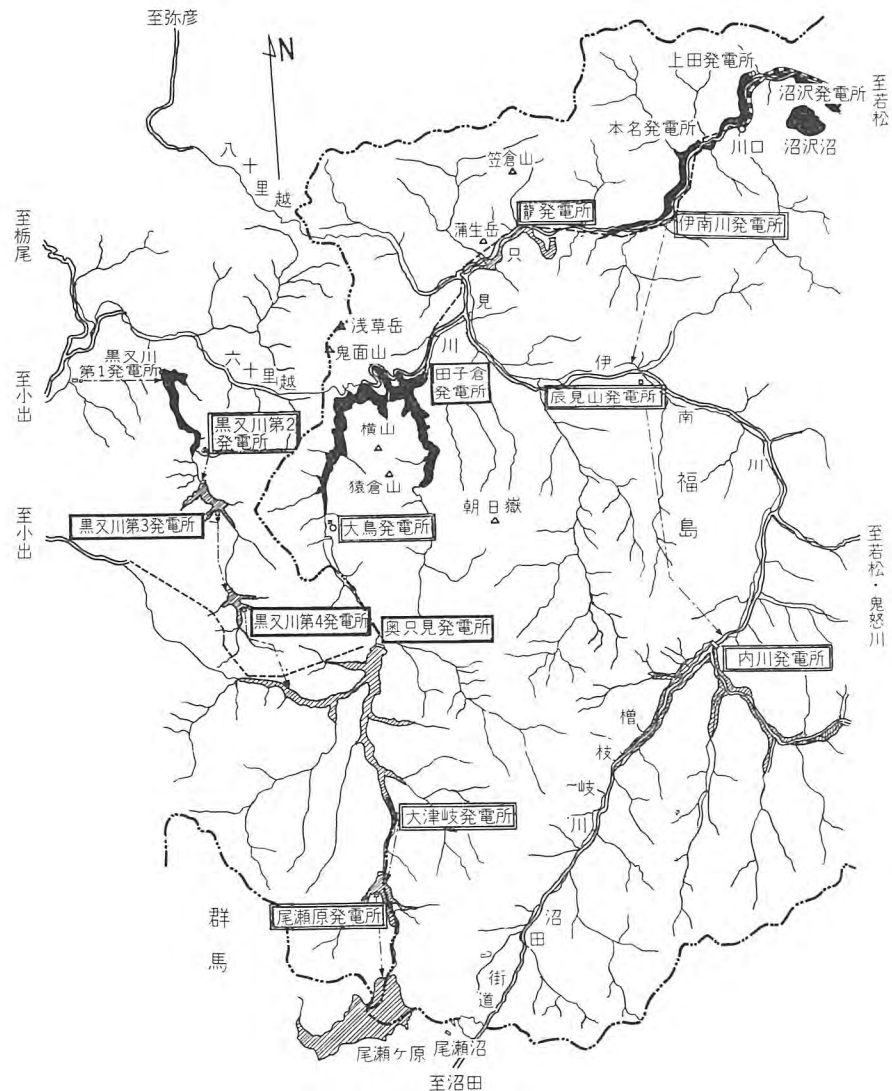 至弥彦
N
上田発電所
沼沢発電所
至若松
本名発電所
川口
沼沢沼
八十里越
笠倉山
瀧発電所
伊南川発電所
至栃尾
蒲生岳
只見川
浅草岳
鬼面山
黒又川
第1発電所
六十里越
至小出
田子倉
発電所
伊南川
辰見山発電所
黒又川第2
発電所
横山
猿倉山
朝日嶽
福島
至小出
黒又川第3発電所
大鳥発電所
至若松・鬼怒川
黒又川第4発電所
奥只見発電所
内川発電所
檜枝岐川
大津岐発電所
群馬
尾瀬原発電所
沼田街道
尾瀬ヶ原
尾瀬沼
至沼田